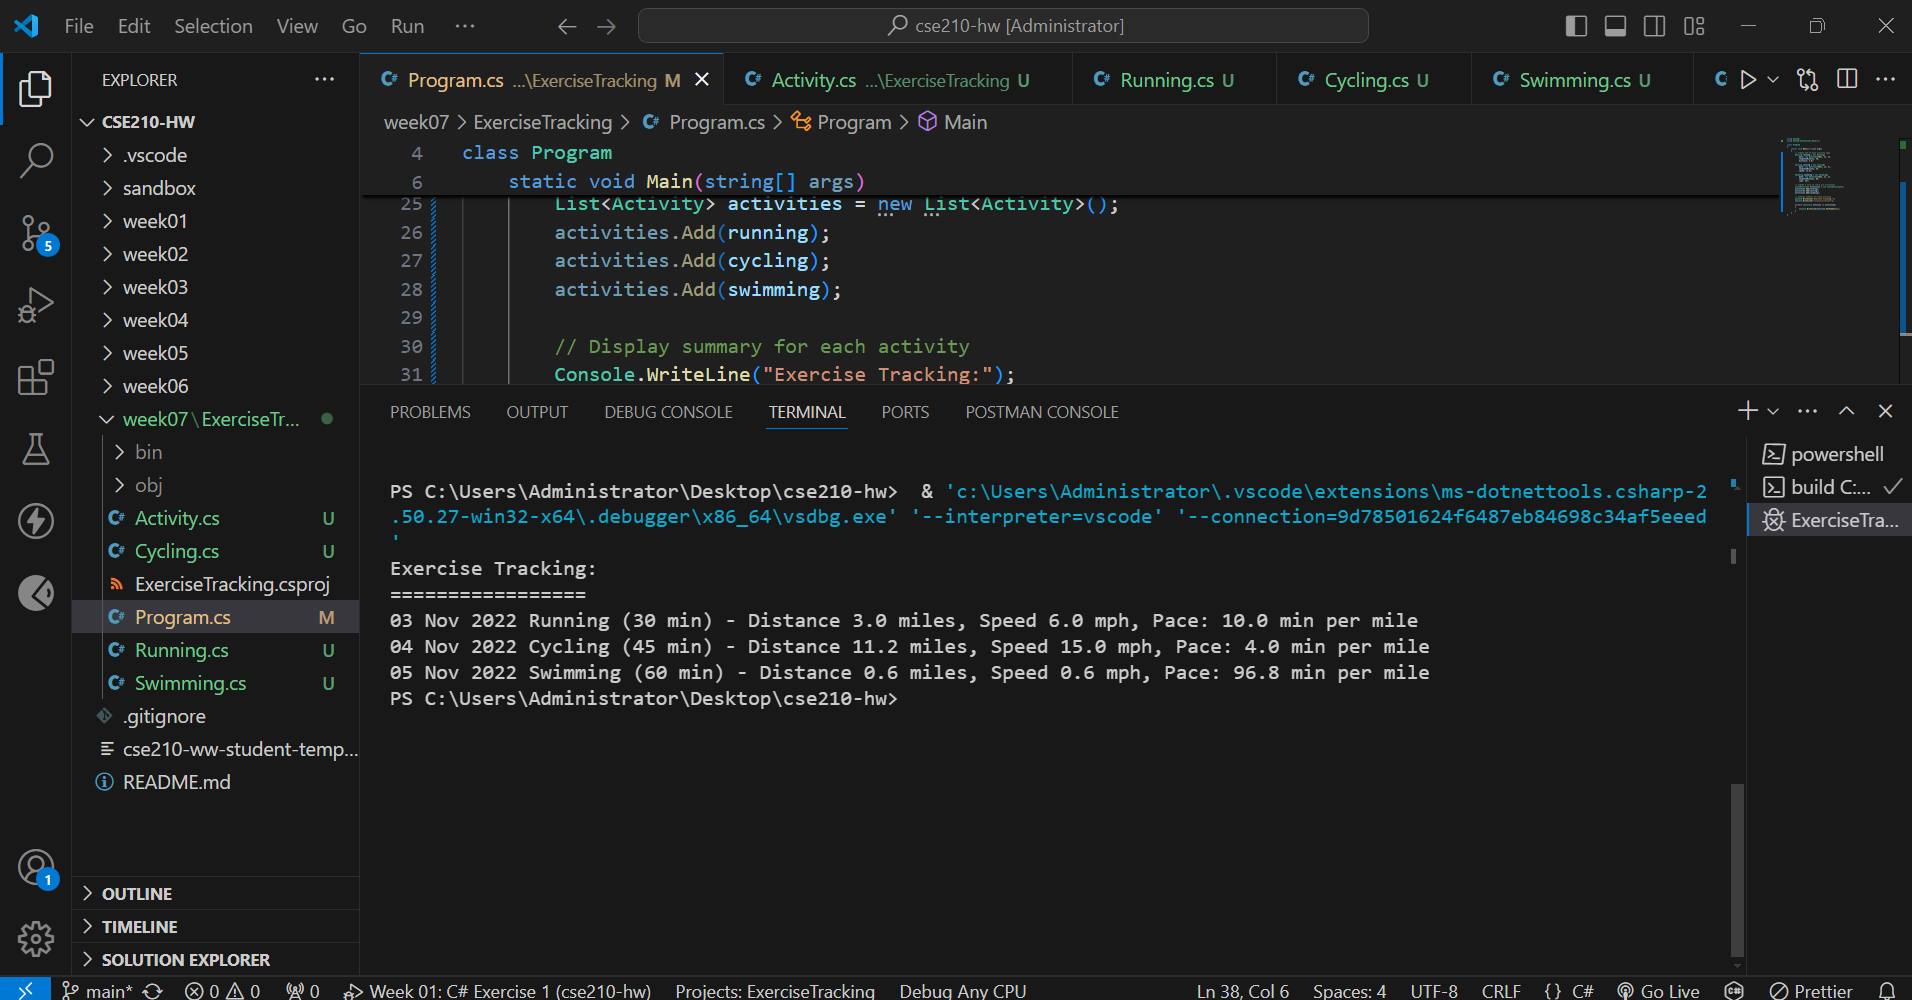 File Edit Selection View Go Run ··· cse210-hw [Administrator]
EXPLORER ···
CSE210-HW
.vscode
sandbox
week01
week02
week03
week04
week05
week06
week07\ExerciseTr...
bin
obj
Activity.cs U
Cycling.cs U
ExerciseTracking.csproj
Program.cs M
Running.cs U
Swimming.cs U
.gitignore
cse210-ww-student-temp...
README.md
OUTLINE
TIMELINE
SOLUTION EXPLORER
5
1
Program.cs ...\ExerciseTracking M Activity.cs ...\ExerciseTracking U Running.cs U Cycling.cs U Swimming.cs U
week07 > ExerciseTracking > Program.cs > Program > Main
4 class Program
6 static void Main(string[] args)
25 List<Activity> activities = new List<Activity>();
26 activities.Add(running);
27 activities.Add(cycling);
28 activities.Add(swimming);
29
30 // Display summary for each activity
31 Console.WriteLine("Exercise Tracking:");
PROBLEMS OUTPUT DEBUG CONSOLE TERMINAL PORTS POSTMAN CONSOLE
PS C:\Users\Administrator\Desktop\cse210-hw>  & 'c:\Users\Administrator\.vscode\extensions\ms-dotnettools.csharp-2
.50.27-win32-x64\.debugger\x86_64\vsdbg.exe' '--interpreter=vscode' '--connection=9d78501624f6487eb84698c34af5eeed
'
Exercise Tracking:
=================
03 Nov 2022 Running (30 min) - Distance 3.0 miles, Speed 6.0 mph, Pace: 10.0 min per mile
04 Nov 2022 Cycling (45 min) - Distance 11.2 miles, Speed 15.0 mph, Pace: 4.0 min per mile
05 Nov 2022 Swimming (60 min) - Distance 0.6 miles, Speed 0.6 mph, Pace: 96.8 min per mile
PS C:\Users\Administrator\Desktop\cse210-hw>
powershell
build C:...
ExerciseTra...
main* 0 0 0 Week 01: C# Exercise 1 (cse210-hw) Projects: ExerciseTracking Debug Any CPU Ln 38, Col 6 Spaces: 4 UTF-8 CRLF {} C# Go Live Prettier